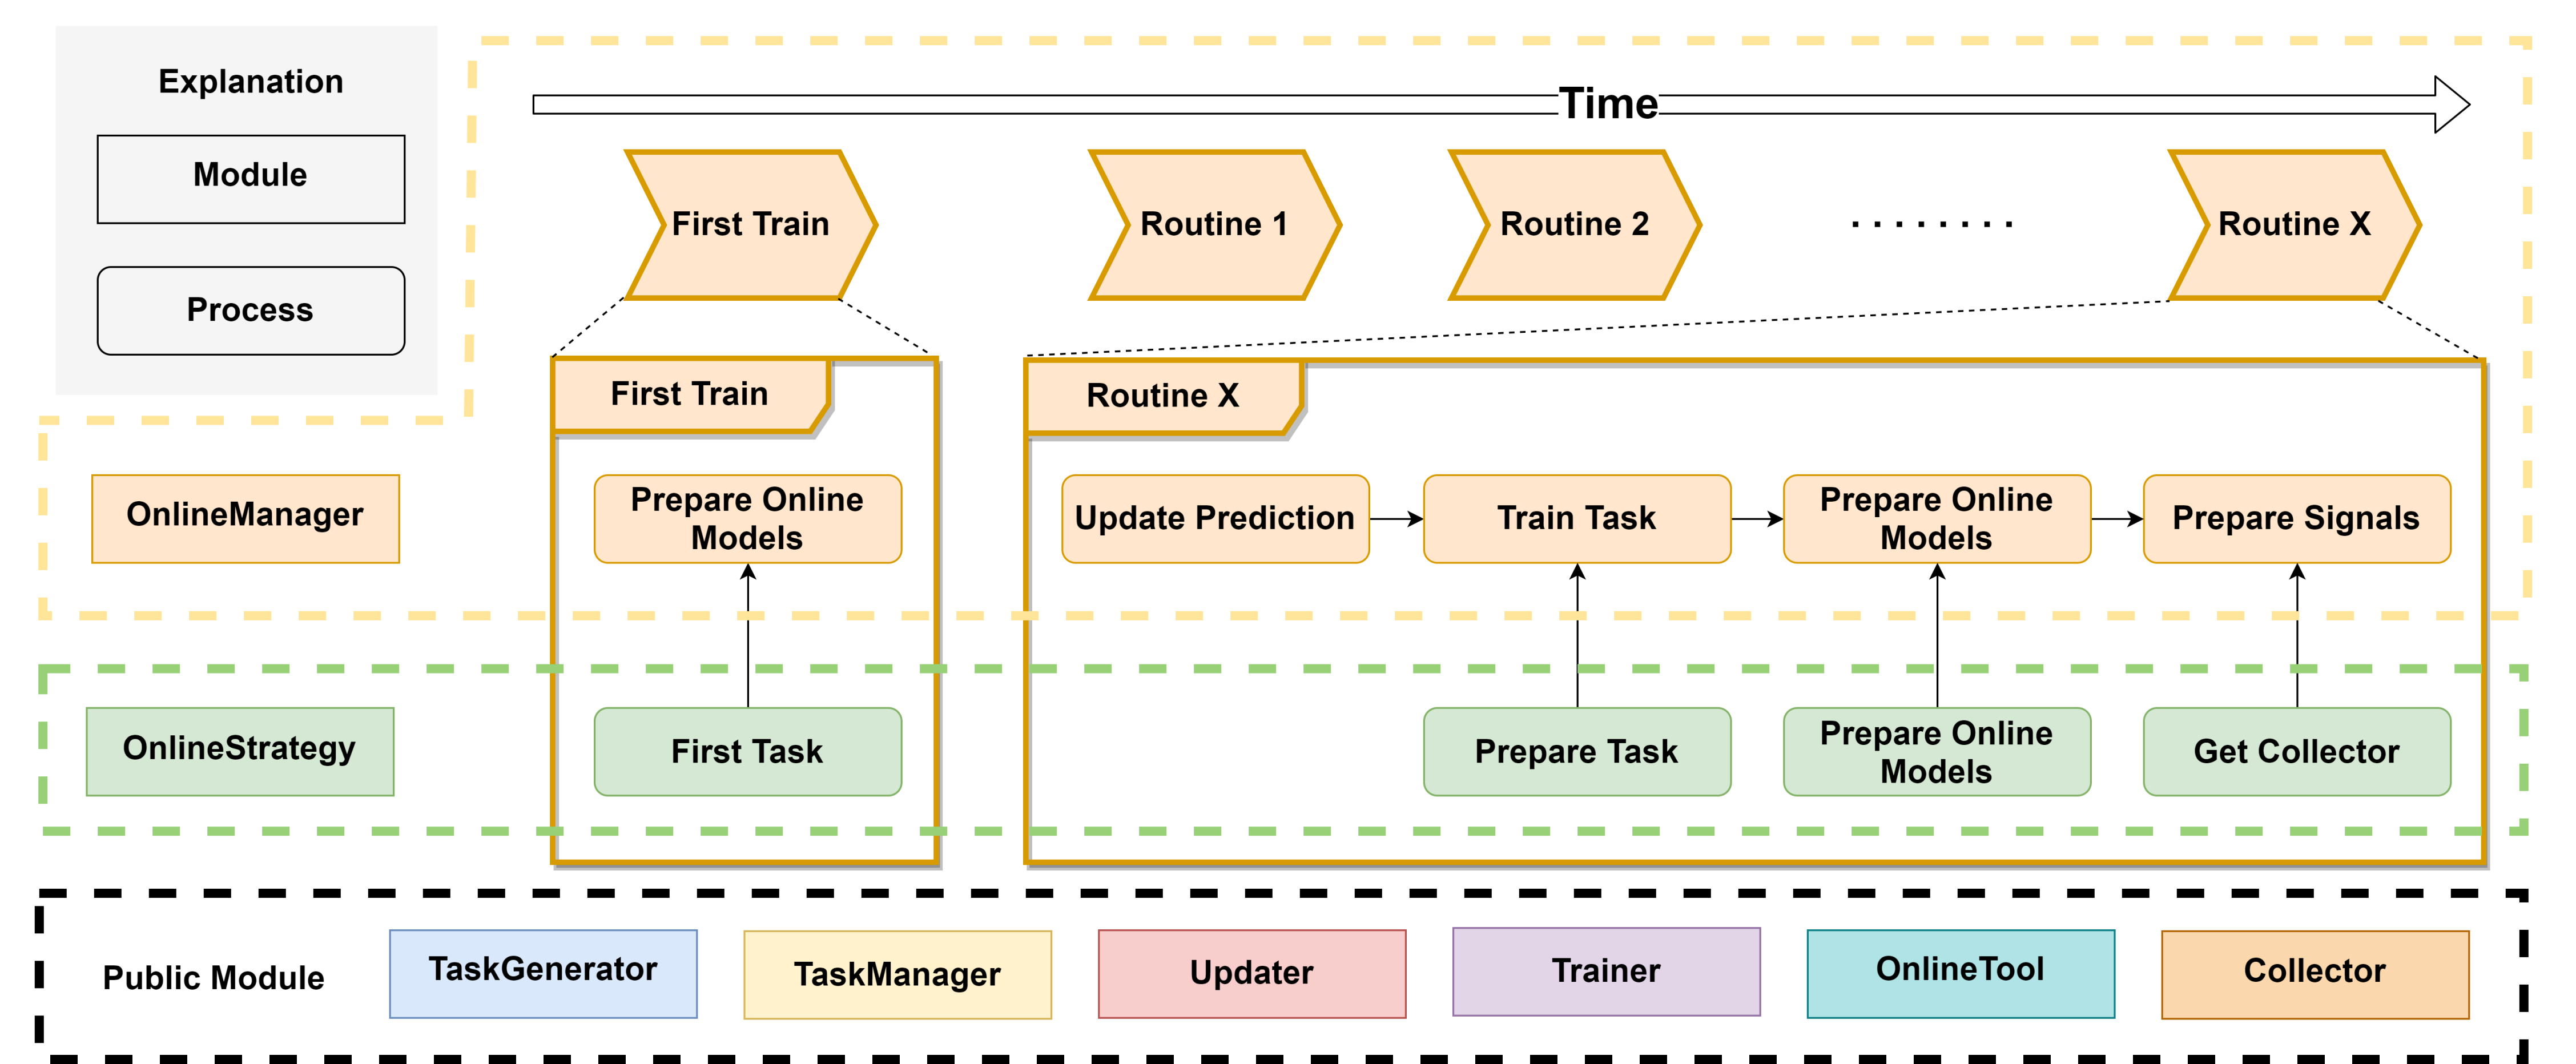 Explanation
Module
Process
Time
First Train
Routine 1
Routine 2
........
Routine X
First Train
Routine X
OnlineManager
Prepare Online
Models
Update Prediction
Train Task
Prepare Online
Models
Prepare Signals
OnlineStrategy
First Task
Prepare Task
Prepare Online
Models
Get Collector
Public Module
TaskGenerator
TaskManager
Updater
Trainer
OnlineTool
Collector